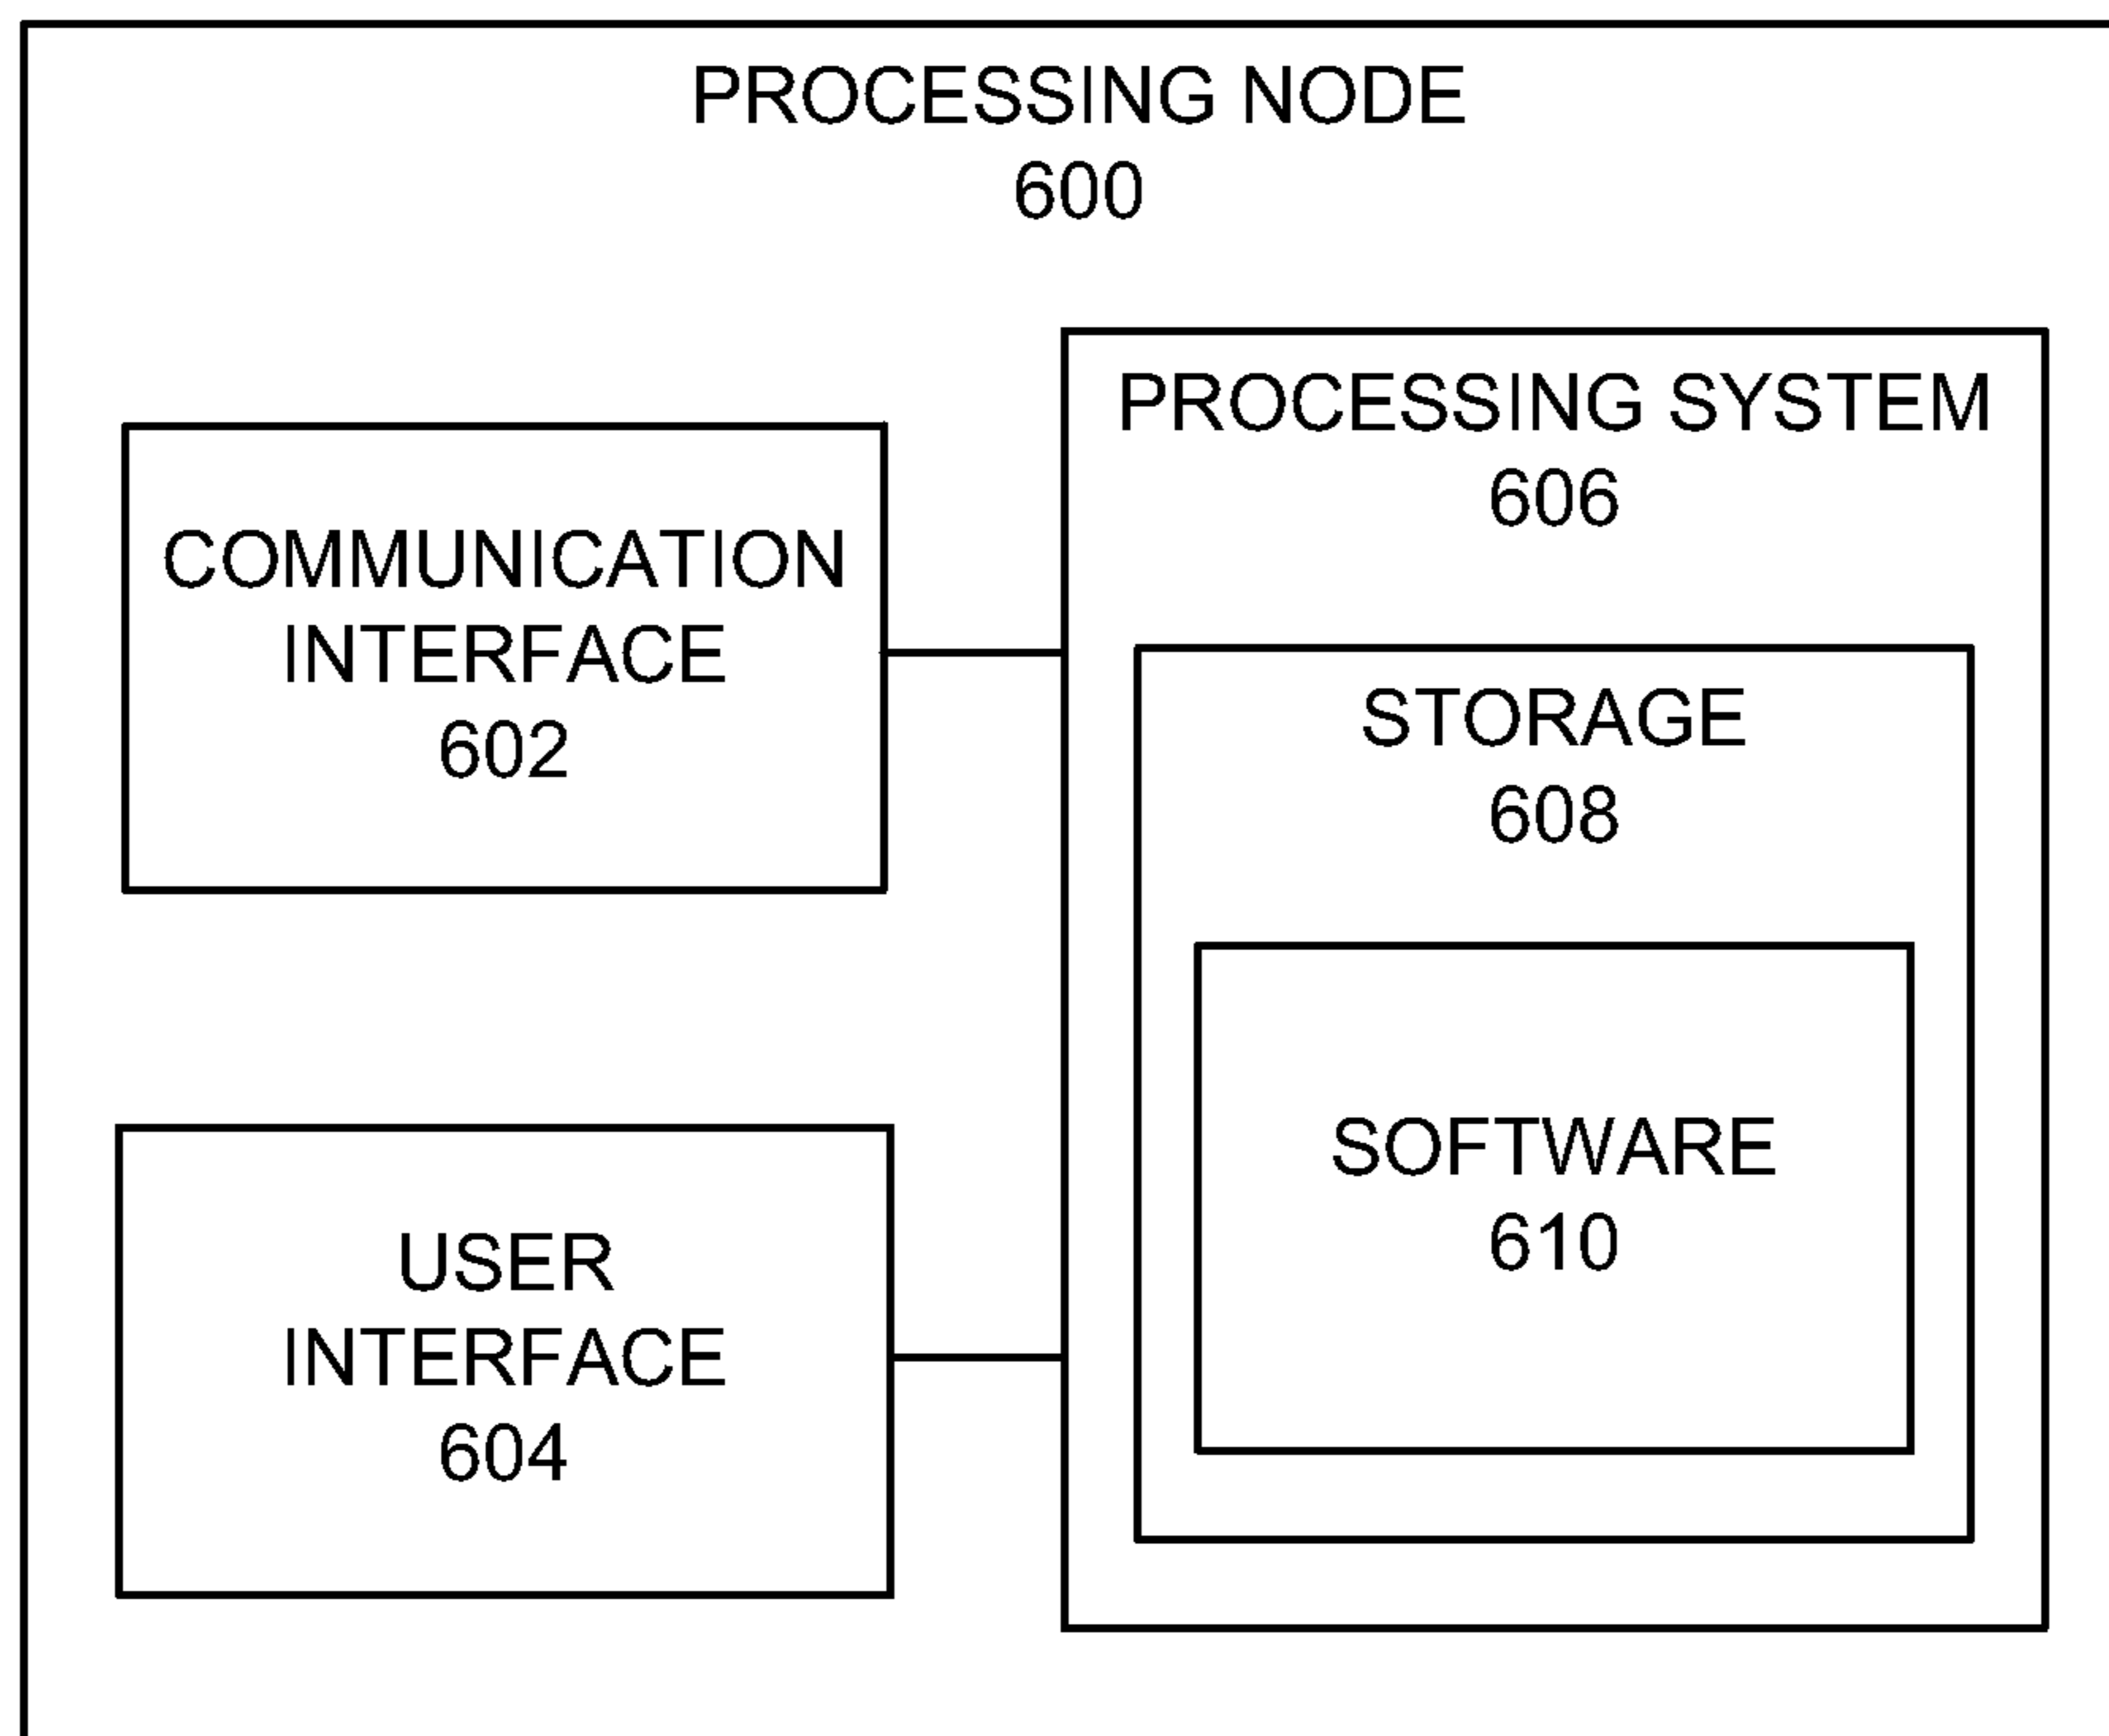 PROCESSING NODE
600
PROCESSING SYSTEM
606
COMMUNICATION
INTERFACE
602
STORAGE
608
SOFTWARE
610
USER
INTERFACE
604